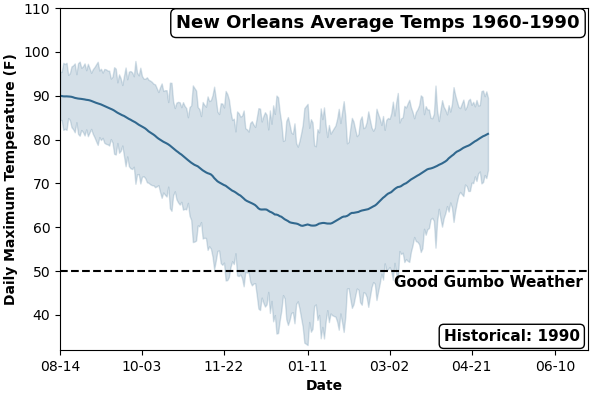 New Orleans Average Temps 1960-1990
Daily Maximum Temperature (F)
110
100
90
80
70
60
50
40
Good Gumbo Weather
Historical: 1990
08-14 10-03 11-22 01-11 03-02 04-21 06-10
Date